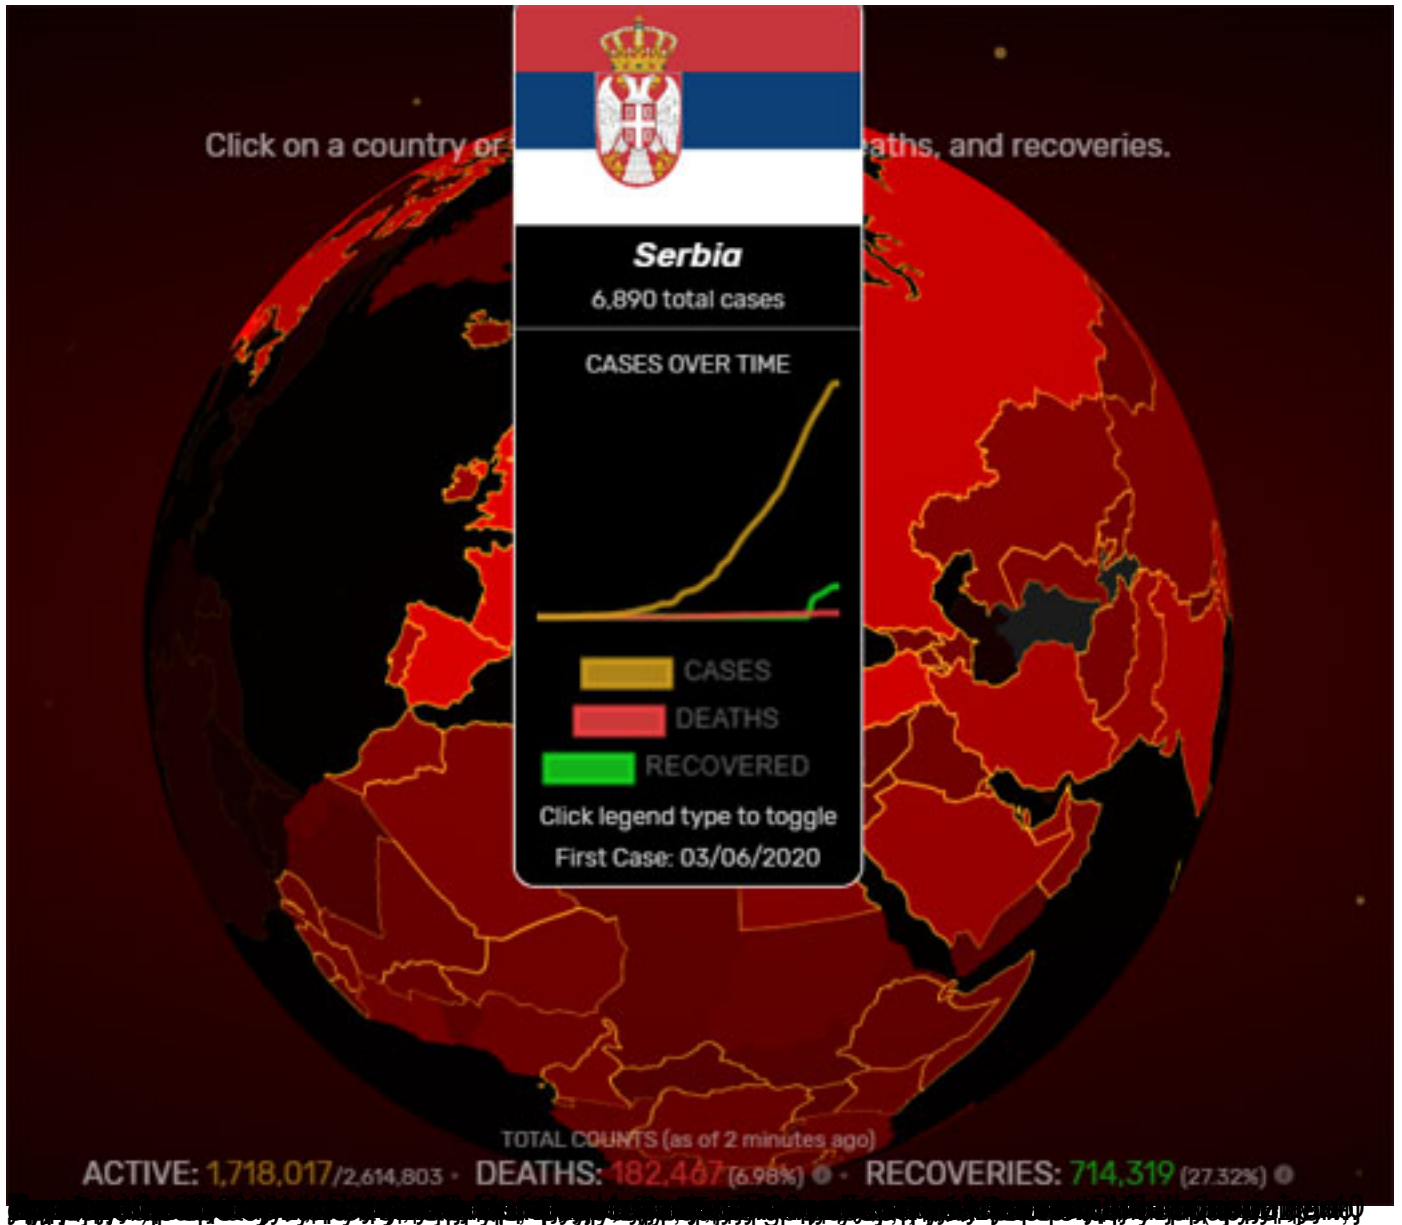 Click on a country or
eaths, and recoveries.
Serbia
6,890 total cases
CASES OVER TIME
CASES
DEATHS
RECOVERED
Click legend type to toggle
First Case: 03/06/2020
TOTAL COUNTS (as of 2 minutes ago)
ACTIVE: 1,718,017/2,614,803 · DEATHS: 182,467 (6.98%) · RECOVERIES: 714,319 (27.32%)